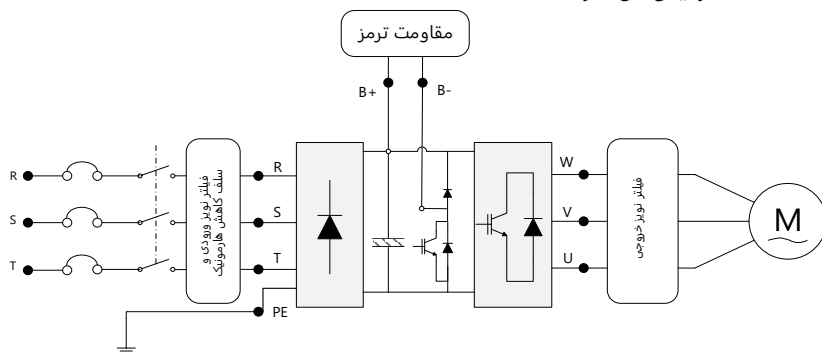 مقاومت ترمز
B+
B-
R
S
T
فیلتر نویز ورودی و
سلف کاهش هارمونیک
R
S
T
PE
W
V
U
فیلتر نویز خروجی
M